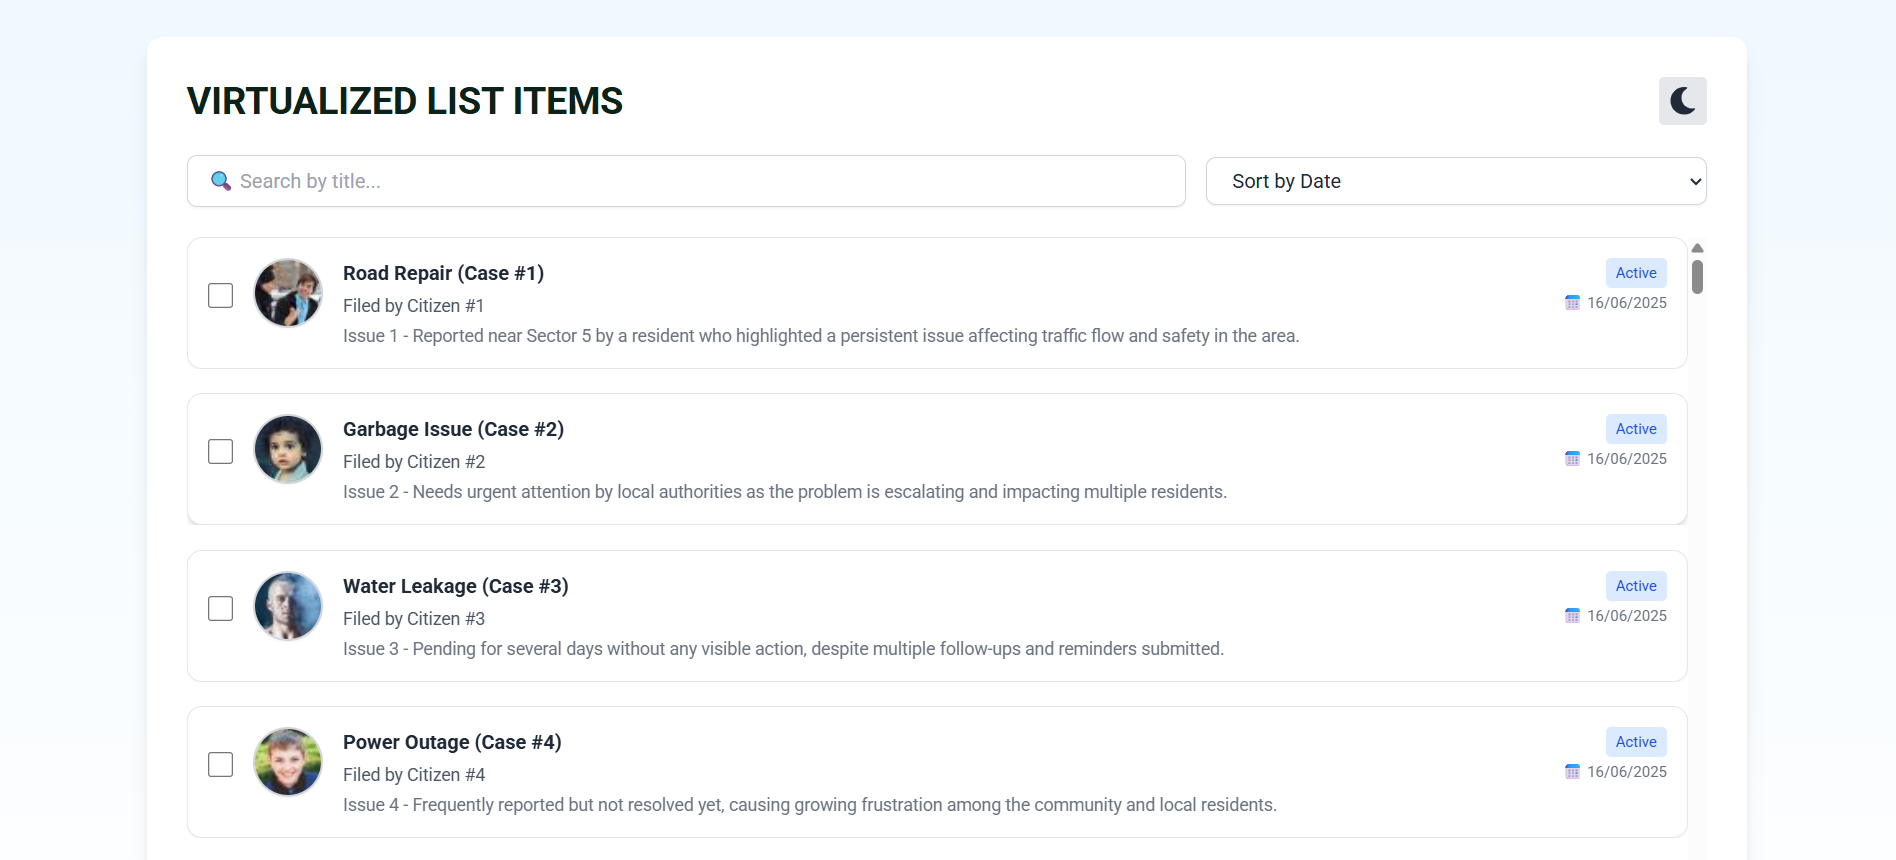 VIRTUALIZED LIST ITEMS
Search by title...
Sort by Date
Road Repair (Case #1)
Active
Filed by Citizen #1
16/06/2025
Issue 1 - Reported near Sector 5 by a resident who highlighted a persistent issue affecting traffic flow and safety in the area.
Garbage Issue (Case #2)
Active
Filed by Citizen #2
16/06/2025
Issue 2 - Needs urgent attention by local authorities as the problem is escalating and impacting multiple residents.
Water Leakage (Case #3)
Active
Filed by Citizen #3
16/06/2025
Issue 3 - Pending for several days without any visible action, despite multiple follow-ups and reminders submitted.
Power Outage (Case #4)
Active
Filed by Citizen #4
16/06/2025
Issue 4 - Frequently reported but not resolved yet, causing growing frustration among the community and local residents.